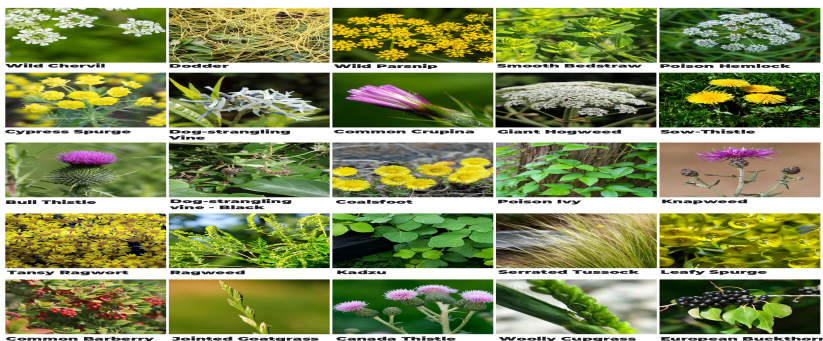 Wild Chervil
Dodder
Wild Parsnip
Smooth Bedstraw
Poison Hemlock
Cypress Spurge
Dog-strangling
Vine
Common Crupina
Giant Hogweed
Sow-Thistle
Bull Thistle
Dog-strangling
vine - Black
Coalsfoot
Poison Ivy
Knapweed
Tansy Ragwort
Ragweed
Kadzu
Serrated Tussock
Leafy Spurge
Common Barberry
Jointed Goatgrass
Canada Thistle
Woolly Cupgrass
European Buckthorn